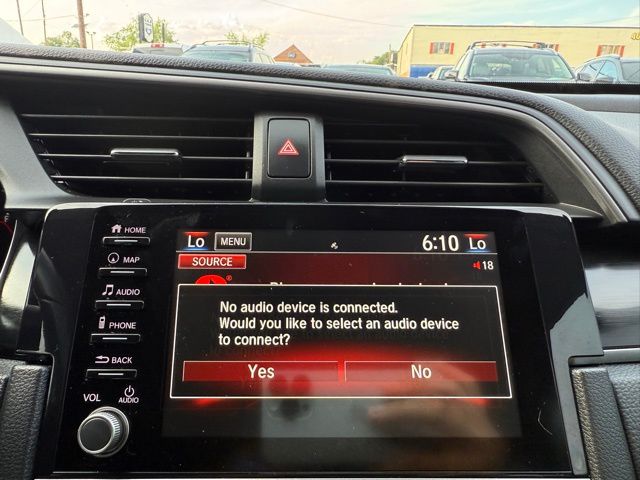 HOME
MAP
AUDIO
PHONE
BACK
VOL AUDIO
Lo MENU 6:10 Lo
SOURCE 18
No audio device is connected.
Would you like to select an audio device
to connect?
Yes No